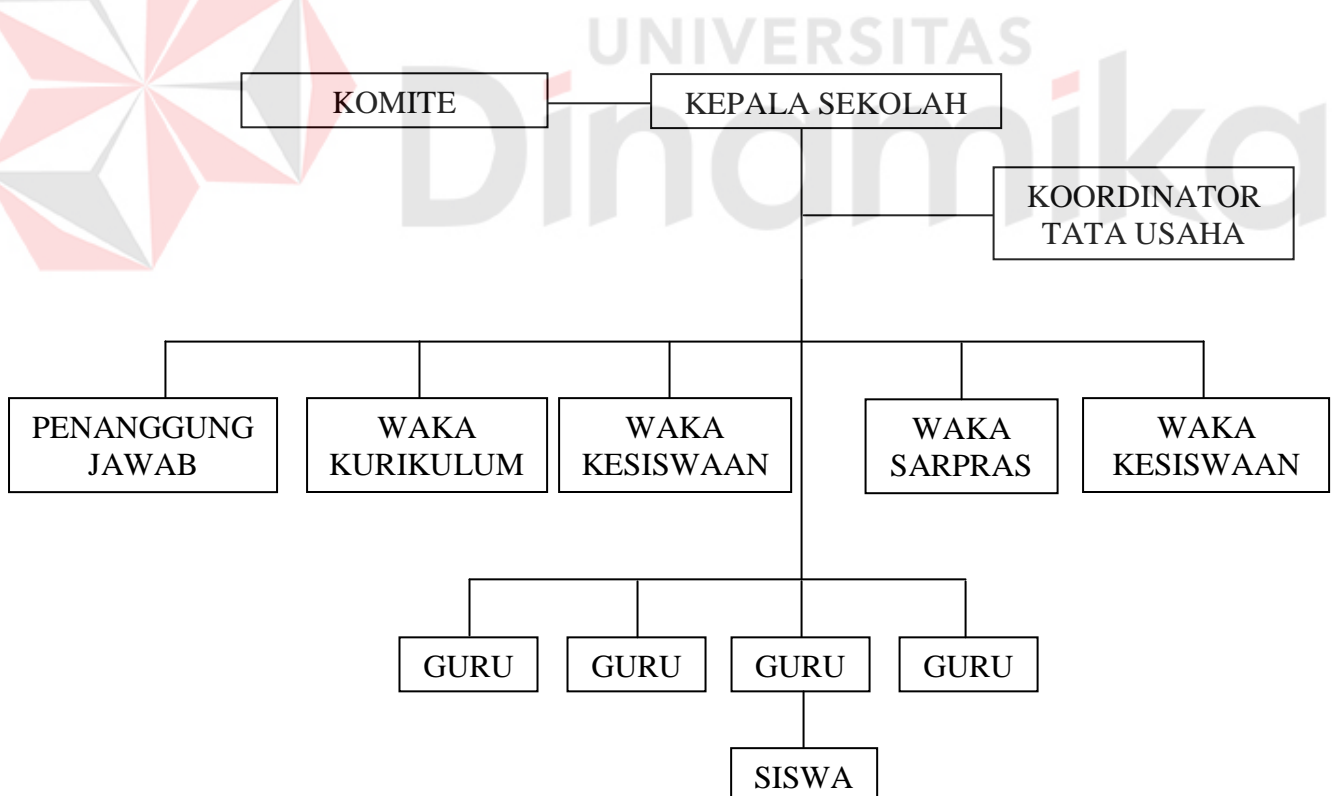 UNIVERSITAS
Dinamika
KOMITE
KEPALA SEKOLAH
KOORDINATOR
TATA USAHA
PENANGGUNG
JAWAB
WAKA
KURIKULUM
WAKA
KESISWAAN
WAKA
SARPRAS
WAKA
KESISWAAN
GURU
GURU
GURU
GURU
SISWA